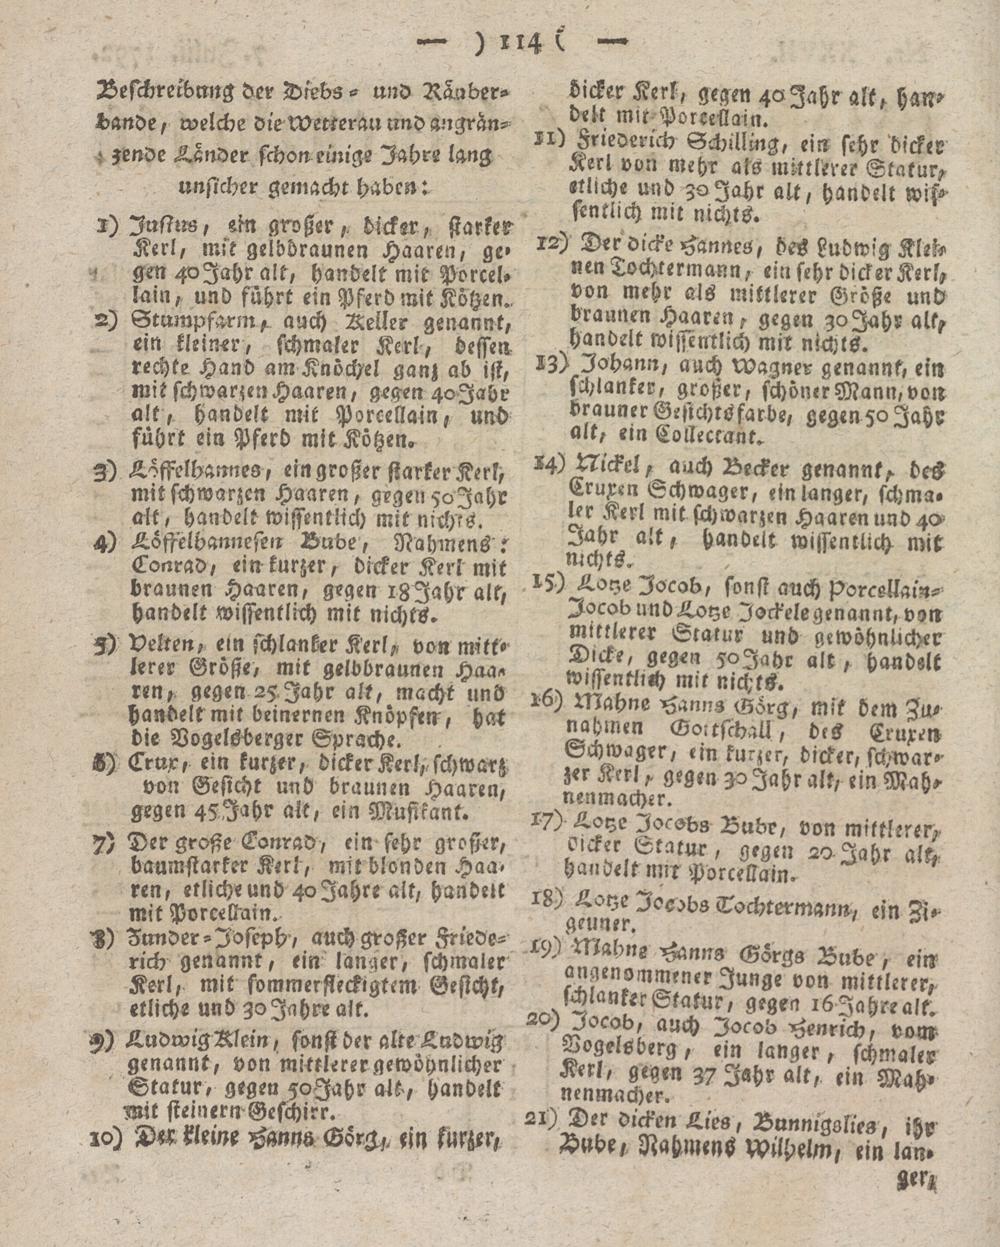 — ) 114 ( —
Beschreibung der Diebs- und Räuber-
bande, welche die Wetterau und angrän-
zende Länder schon einige Jahre lang
unsicher gemacht haben:
1) Justus, ein großer, dicker, starker
Kerl, mit gelbbraunen Haaren, ge-
gen 40 Jahr alt, handelt mit Porcel-
lain, und führt ein Pferd mit Kötzen.
2) Stumpfarm, auch Keller genannt,
ein kleiner, schmaler Kerl, dessen
rechte Hand am Knöchel ganz ab ist,
mit schwarzen Haaren, gegen 40 Jahr
alt, handelt mit Porcellain, und
führt ein Pferd mit Kötzen.
3) Löffelhannes, ein großer starker Kerl,
mit schwarzen Haaren, gegen 50 Jahr
alt, handelt wissentlich mit nichts.
4) Löffelhannesen Bube, Nahmens:
Conrad, ein kurzer, dicker Kerl mit
braunen Haaren, gegen 18 Jahr alt,
handelt wissentlich mit nichts.
5) Velten, ein schlanker Kerl, von mitt-
lerer Größe, mit gelbbraunen Haa-
ren, gegen 25 Jahr alt, macht und
handelt mit beinernen Knöpfen, hat
die Vogelsberger Sprache.
6) Crux, ein kurzer, dicker Kerl, schwarz
von Gesicht und braunen Haaren,
gegen 45 Jahr alt, ein Musikant.
7) Der große Conrad, ein sehr großer,
baumstarker Kerl, mit blonden Haa-
ren, etliche und 40 Jahre alt, handelt
mit Porcellain.
8) Zunder-Joseph, auch großer Friede-
rich genannt, ein langer, schmaler
Kerl, mit sommerfleckigtem Gesicht,
etliche und 30 Jahre alt.
9) Ludwig Klein, sonst der alte Ludwig
genannt, von mittlerer gewöhnlicher
Statur, gegen 50 Jahr alt, handelt
mit steinern Geschirr.
10) Der kleine Hanns Görg, ein kurzer,
dicker Kerl, gegen 40 Jahr alt, han-
delt mit Porcellain.
11) Friederich Schilling, ein sehr dicker
Kerl von mehr als mittlerer Statur,
etliche und 30 Jahr alt, handelt wis-
sentlich mit nichts.
12) Der dicke Hannes, des Ludwig Klei-
nen Tochtermann, ein sehr dicker Kerl,
von mehr als mittlerer Größe und
braunen Haaren, gegen 30 Jahr alt,
handelt wissentlich mit nichts.
13) Johann, auch Wagner genannt, ein
schlanker, großer, schöner Mann, von
brauner Gesichtsfarbe, gegen 50 Jahr
alt, ein Collectant.
14) Nickel, auch Becker genannt, des
Cruxen Schwager, ein langer, schma-
ler Kerl mit schwarzen Haaren und 40
Jahr alt, handelt wissentlich mit
nichts.
15) Lotze Jocob, sonst auch Porcellain-
Jocob und Lotze Jockele genannt, von
mittlerer Statur und gewöhnlicher
Dicke, gegen 50 Jahr alt, handelt
wissentlich mit nichts.
16) Mahne Hanns Görg, mit dem Zu-
nahmen Gottschall, des Cruxen
Schwager, ein kurzer, dicker, schwar-
zer Kerl, gegen 30 Jahr alt, ein Mah-
nenmacher.
17) Lotze Jocobs Bube, von mittlerer,
dicker Statur, gegen 20 Jahr alt,
handelt mit Porcellain.
18) Lotze Jocobs Tochtermann, ein Zi-
geuner.
19) Mahne Hanns Görgs Bube, ein
angenommener Junge von mittlerer,
schlanker Statur, gegen 16 Jahre alt.
20) Jocob, auch Jocob Henrich, vom
Vogelsberg, ein langer, schmaler
Kerl, gegen 37 Jahr alt, ein Mah-
nenmacher.
21) Der dicken Lies, Bunnigslies, ihr
Bube, Nahmens Wilhelm, ein lan-
ger,